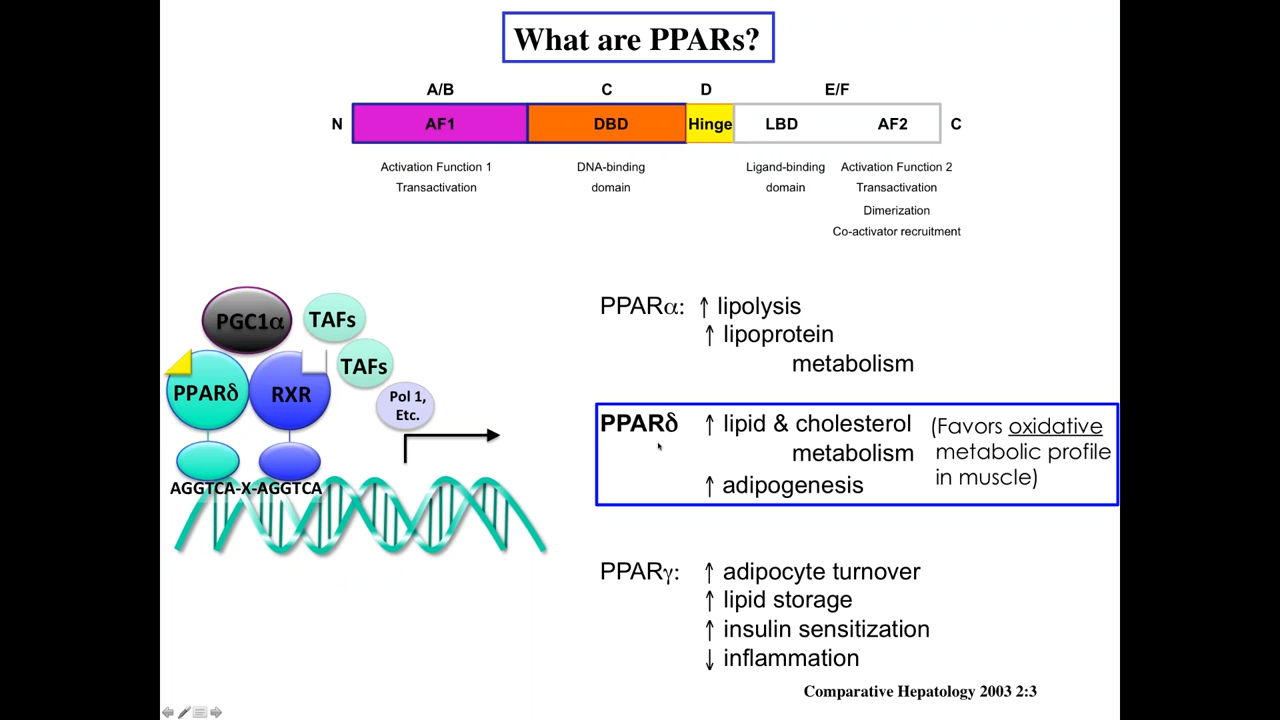 What are PPARs?
A/B C D E/F
N AF1 DBD Hinge LBD AF2 C
Activation Function 1
Transactivation
DNA-binding
domain
Ligand-binding
domain
Activation Function 2
Transactivation
Dimerization
Co-activator recruitment
PGC1α
TAFs
TAFs
PPARδ
RXR
Pol 1,
Etc.
AGGTCA-X-AGGTCA
PPARα: ↑ lipolysis
↑ lipoprotein
metabolism
PPARδ ↑ lipid & cholesterol
metabolism
↑ adipogenesis
(Favors oxidative
metabolic profile
in muscle)
PPARγ: ↑ adipocyte turnover
↑ lipid storage
↑ insulin sensitization
↓ inflammation
Comparative Hepatology 2003 2:3